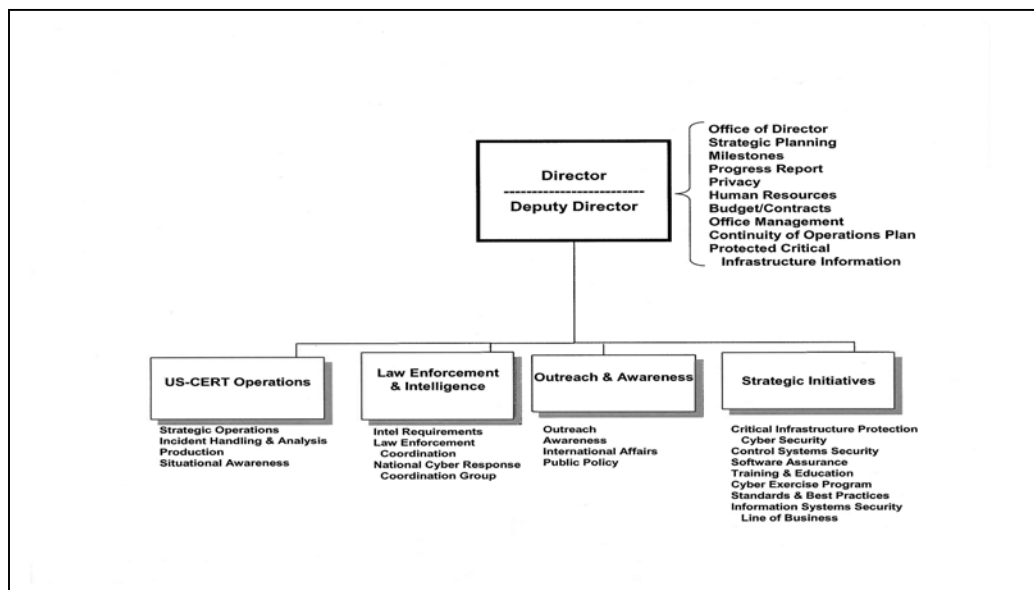 Director
Deputy Director
Office of Director
Strategic Planning
Milestones
Progress Report
Privacy
Human Resources
Budget/Contracts
Office Management
Continuity of Operations Plan
Protected Critical
Infrastructure Information
US-CERT Operations
Strategic Operations
Incident Handling & Analysis
Production
Situational Awareness
Law Enforcement
& Intelligence
Intel Requirements
Law Enforcement
Coordination
National Cyber Response
Coordination Group
Outreach & Awareness
Outreach
Awareness
International Affairs
Public Policy
Strategic Initiatives
Critical Infrastructure Protection
Cyber Security
Control Systems Security
Software Assurance
Training & Education
Cyber Exercise Program
Standards & Best Practices
Information Systems Security
Line of Business